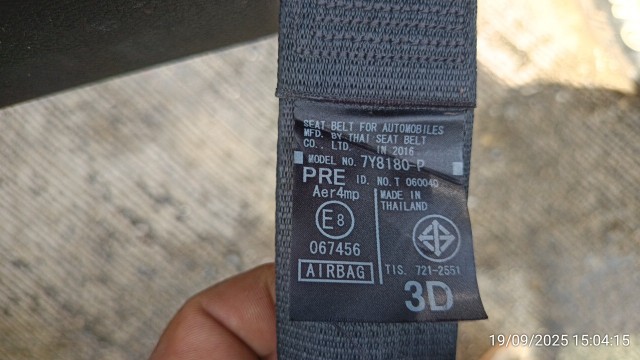 SEAT BELT FOR AUTOMOBILES
MFD. BY THAI SEAT BELT
CO., LTD. IN 2016
MODEL NO. 7Y8180-P
PRE ID. NO. T 060040
Aer4mp
MADE IN
THAILAND
E8
067456
AIRBAG
TIS. 721-2551
3D
19/09/2025 15:04:15